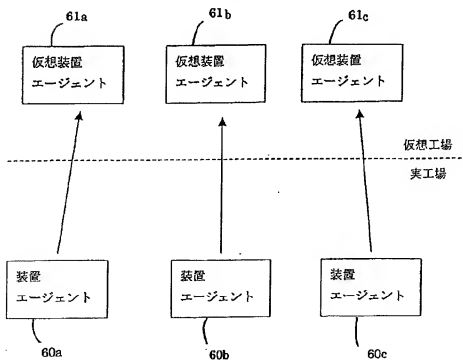 61a
61b
61c
仮想装置
エージェント
仮想装置
エージェント
仮想装置
エージェント
仮想工場
実工場
装置
エージェント
装置
エージェント
装置
エージェント
60a
60b
60c